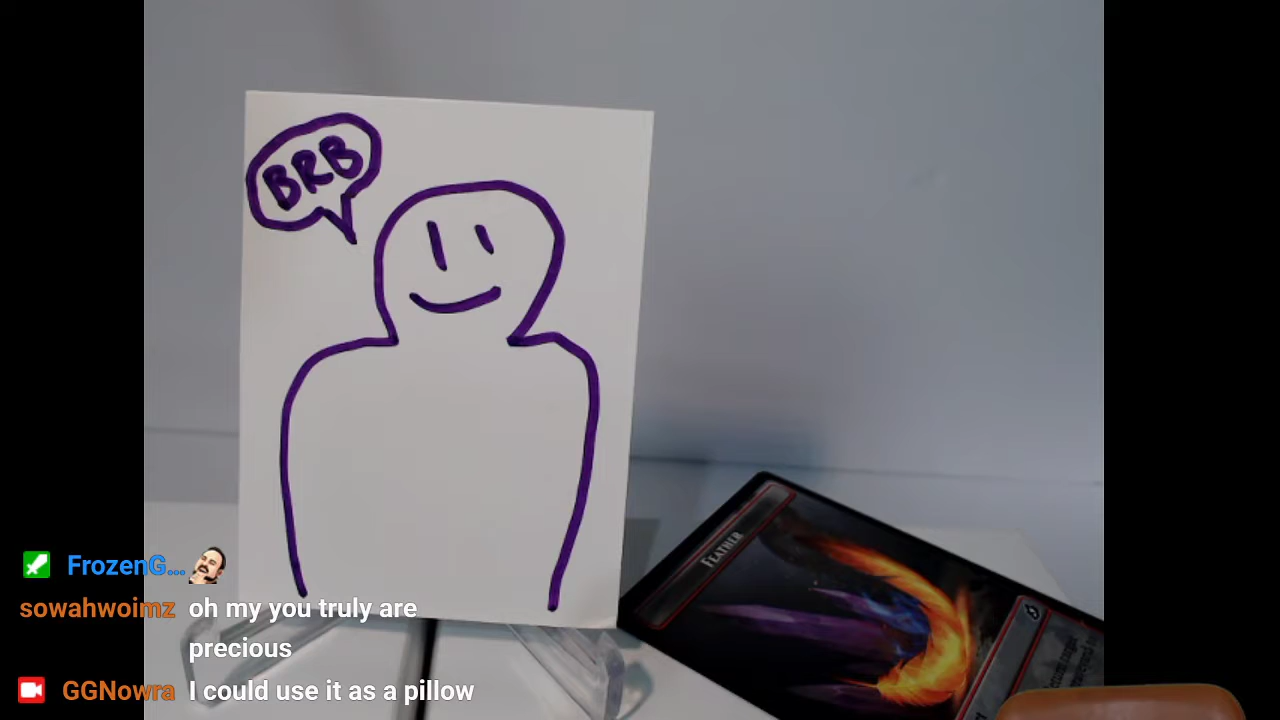 BRB
FEATHER
FrozenG...
sowahwoimz oh my you truly are
precious
GGNowra I could use it as a pillow